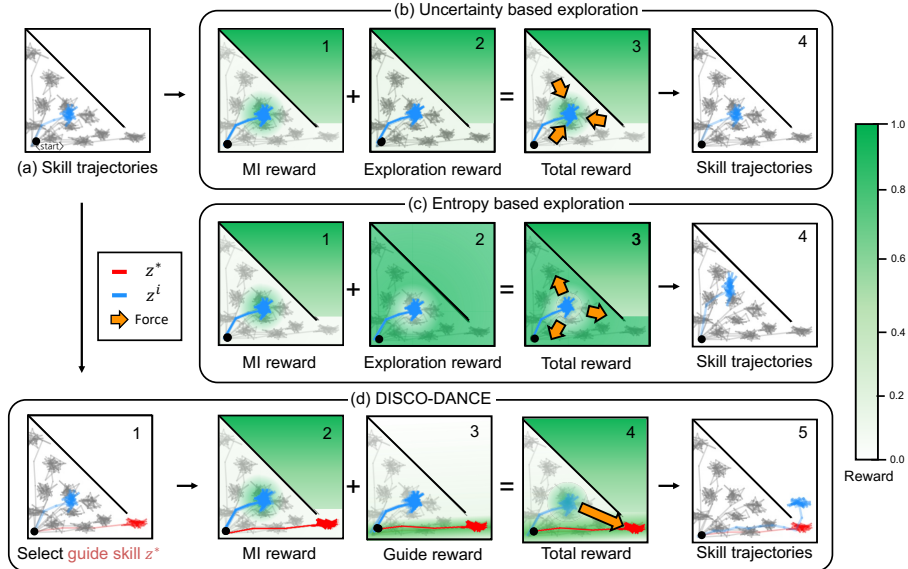 (b) Uncertainty based exploration
1
2
3
4
+
=
<start>
(a) Skill trajectories
MI reward
Exploration reward
Total reward
Skill trajectories
(c) Entropy based exploration
1
2
3
4
+
=
z*
z^i
Force
MI reward
Exploration reward
Total reward
Skill trajectories
(d) DISCO-DANCE
1
2
3
4
5
+
=
Select guide skill z*
MI reward
Guide reward
Total reward
Skill trajectories
1.0
0.8
0.6
0.4
0.2
0.0
Reward